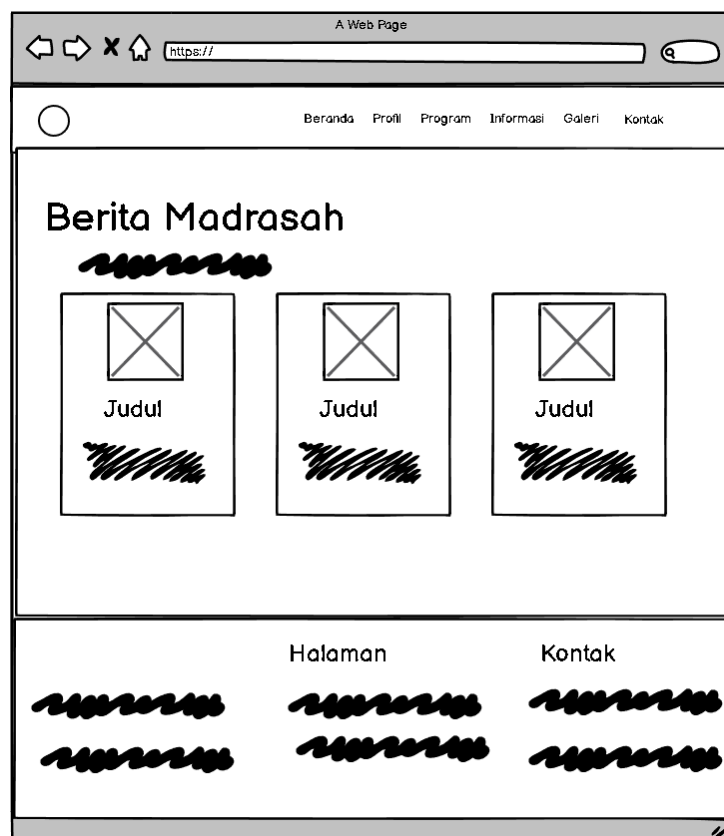 A Web Page
https://
Beranda Profil Program Informasi Galeri Kontak
Berita Madrasah
Judul Judul Judul
Halaman Kontak